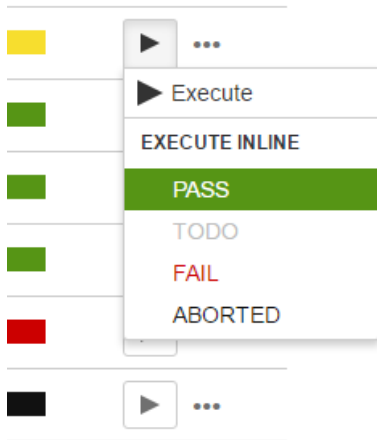 Execute
EXECUTE INLINE
PASS
TODO
FAIL
ABORTED